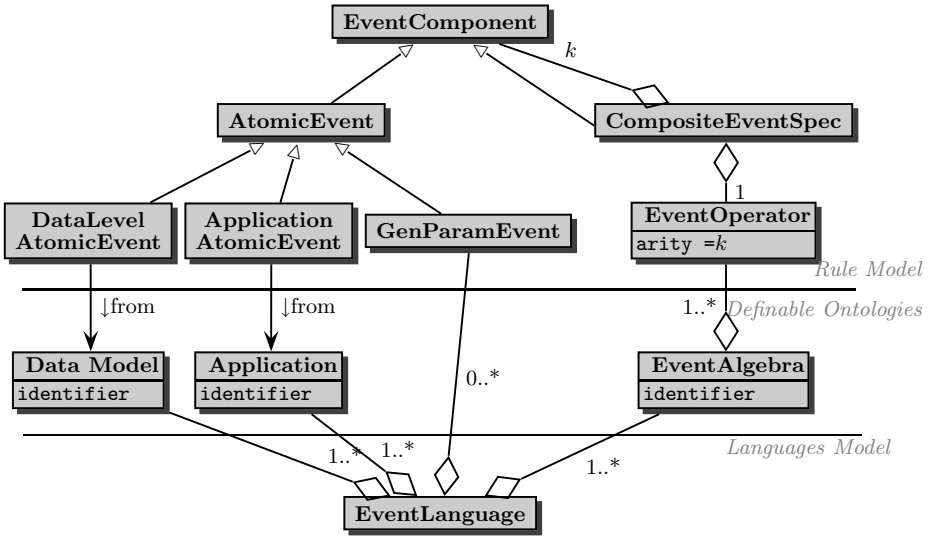 EventComponent
k
AtomicEvent
CompositeEventSpec
1
DataLevel
AtomicEvent
Application
AtomicEvent
GenParamEvent
EventOperator
arity =k
Rule Model
↓from
↓from
1..*
Definable Ontologies
Data Model
identifier
Application
identifier
0..*
EventAlgebra
identifier
1..*
1..*
1..*
Languages Model
EventLanguage